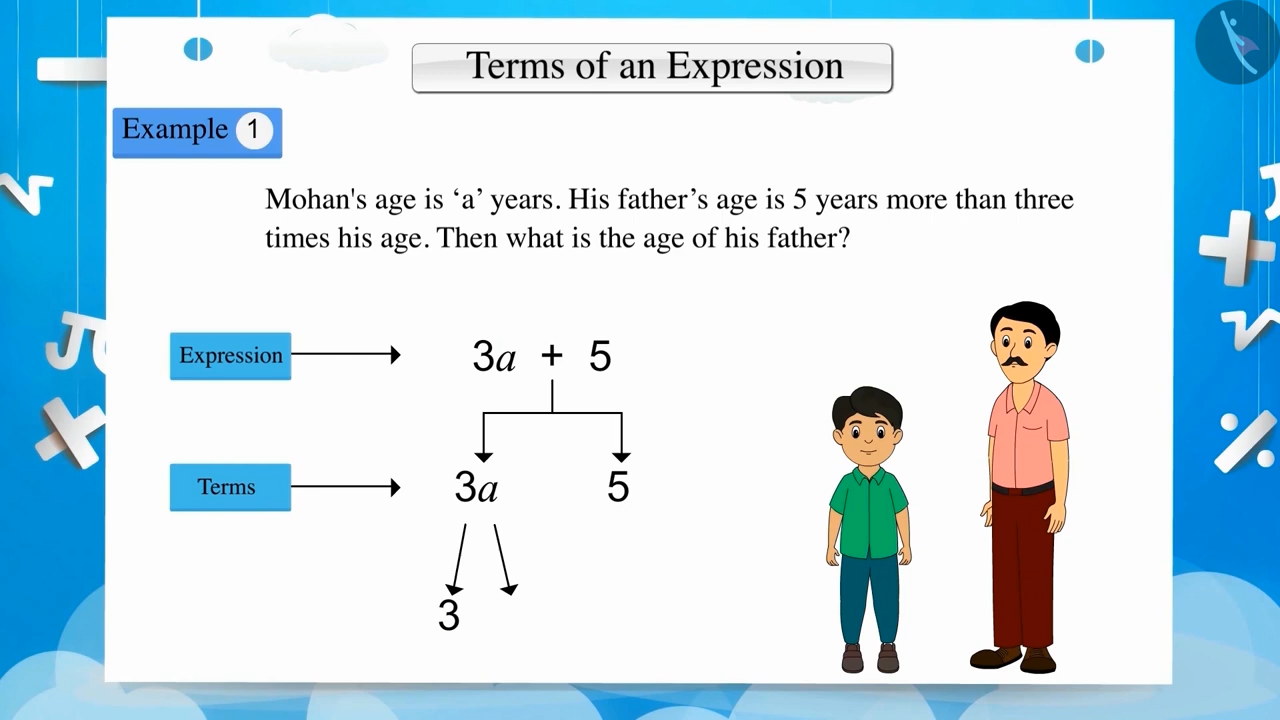 Terms of an Expression
Example 1
Mohan's age is ‘a’ years. His father’s age is 5 years more than three
times his age. Then what is the age of his father?
Expression 3a + 5
Terms 3a 5
3